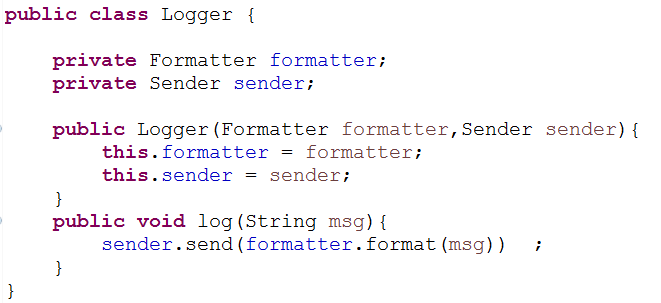 public class Logger {
    private Formatter formatter;
    private Sender sender;
    public Logger(Formatter formatter,Sender sender){
        this.formatter = formatter;
        this.sender = sender;
    }
    public void log(String msg){
        sender.send(formatter.format(msg))  ;
    }
}